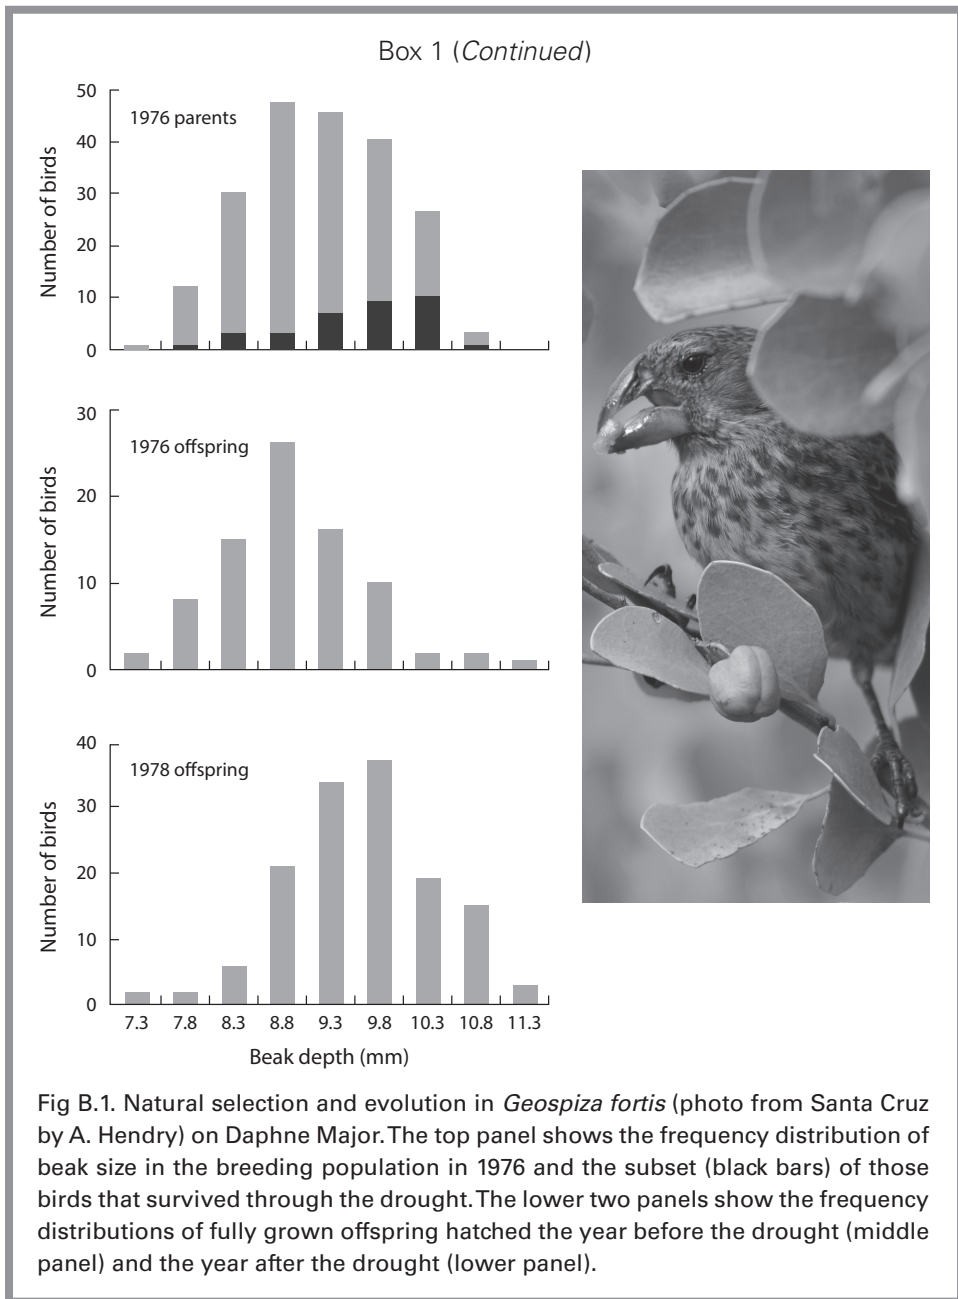 Box 1 (Continued)
50
40
30
20
10
0
Number of birds
1976 parents
30
20
10
0
Number of birds
1976 offspring
40
30
20
10
0
Number of birds
1978 offspring
7.3 7.8 8.3 8.8 9.3 9.8 10.3 10.8 11.3
Beak depth (mm)
Fig B.1. Natural selection and evolution in Geospiza fortis (photo from Santa Cruz
by A. Hendry) on Daphne Major. The top panel shows the frequency distribution of
beak size in the breeding population in 1976 and the subset (black bars) of those
birds that survived through the drought. The lower two panels show the frequency
distributions of fully grown offspring hatched the year before the drought (middle
panel) and the year after the drought (lower panel).